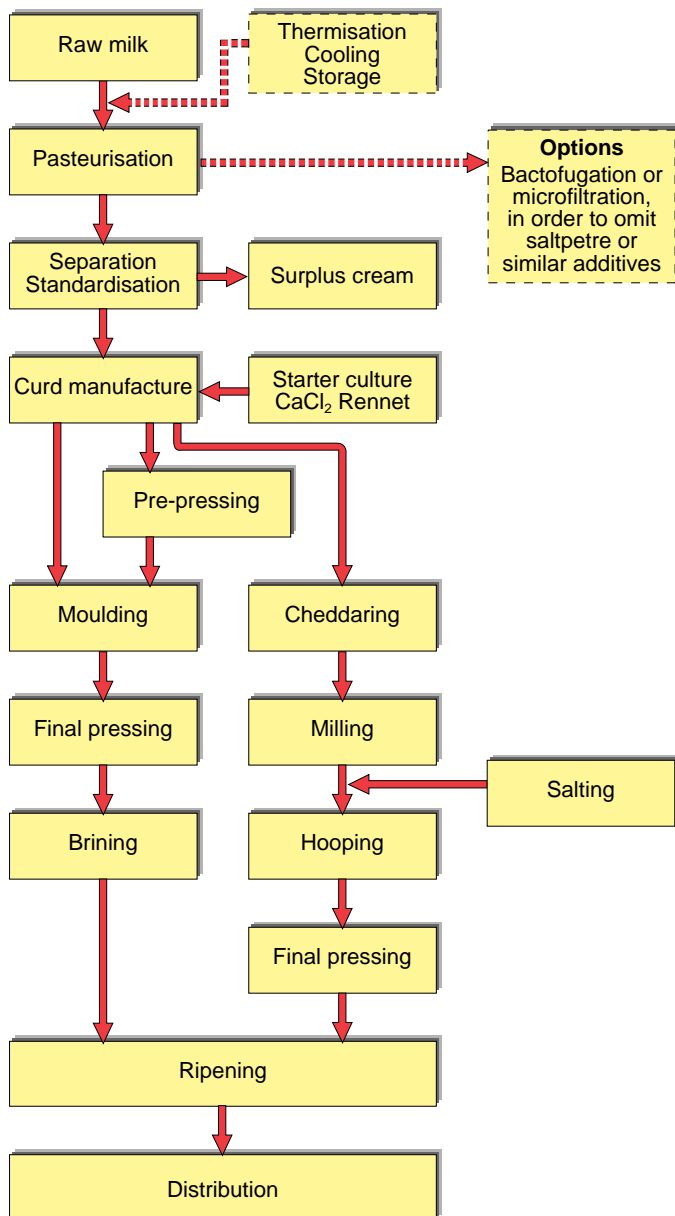 Raw milk
Thermisation
Cooling
Storage
Pasteurisation
Options
Bactofugation or
microfiltration,
in order to omit
saltpetre or
similar additives
Separation
Standardisation
Surplus cream
Curd manufacture
Starter culture
CaCl₂ Rennet
Pre-pressing
Moulding
Cheddaring
Final pressing
Milling
Salting
Brining
Hooping
Final pressing
Ripening
Distribution